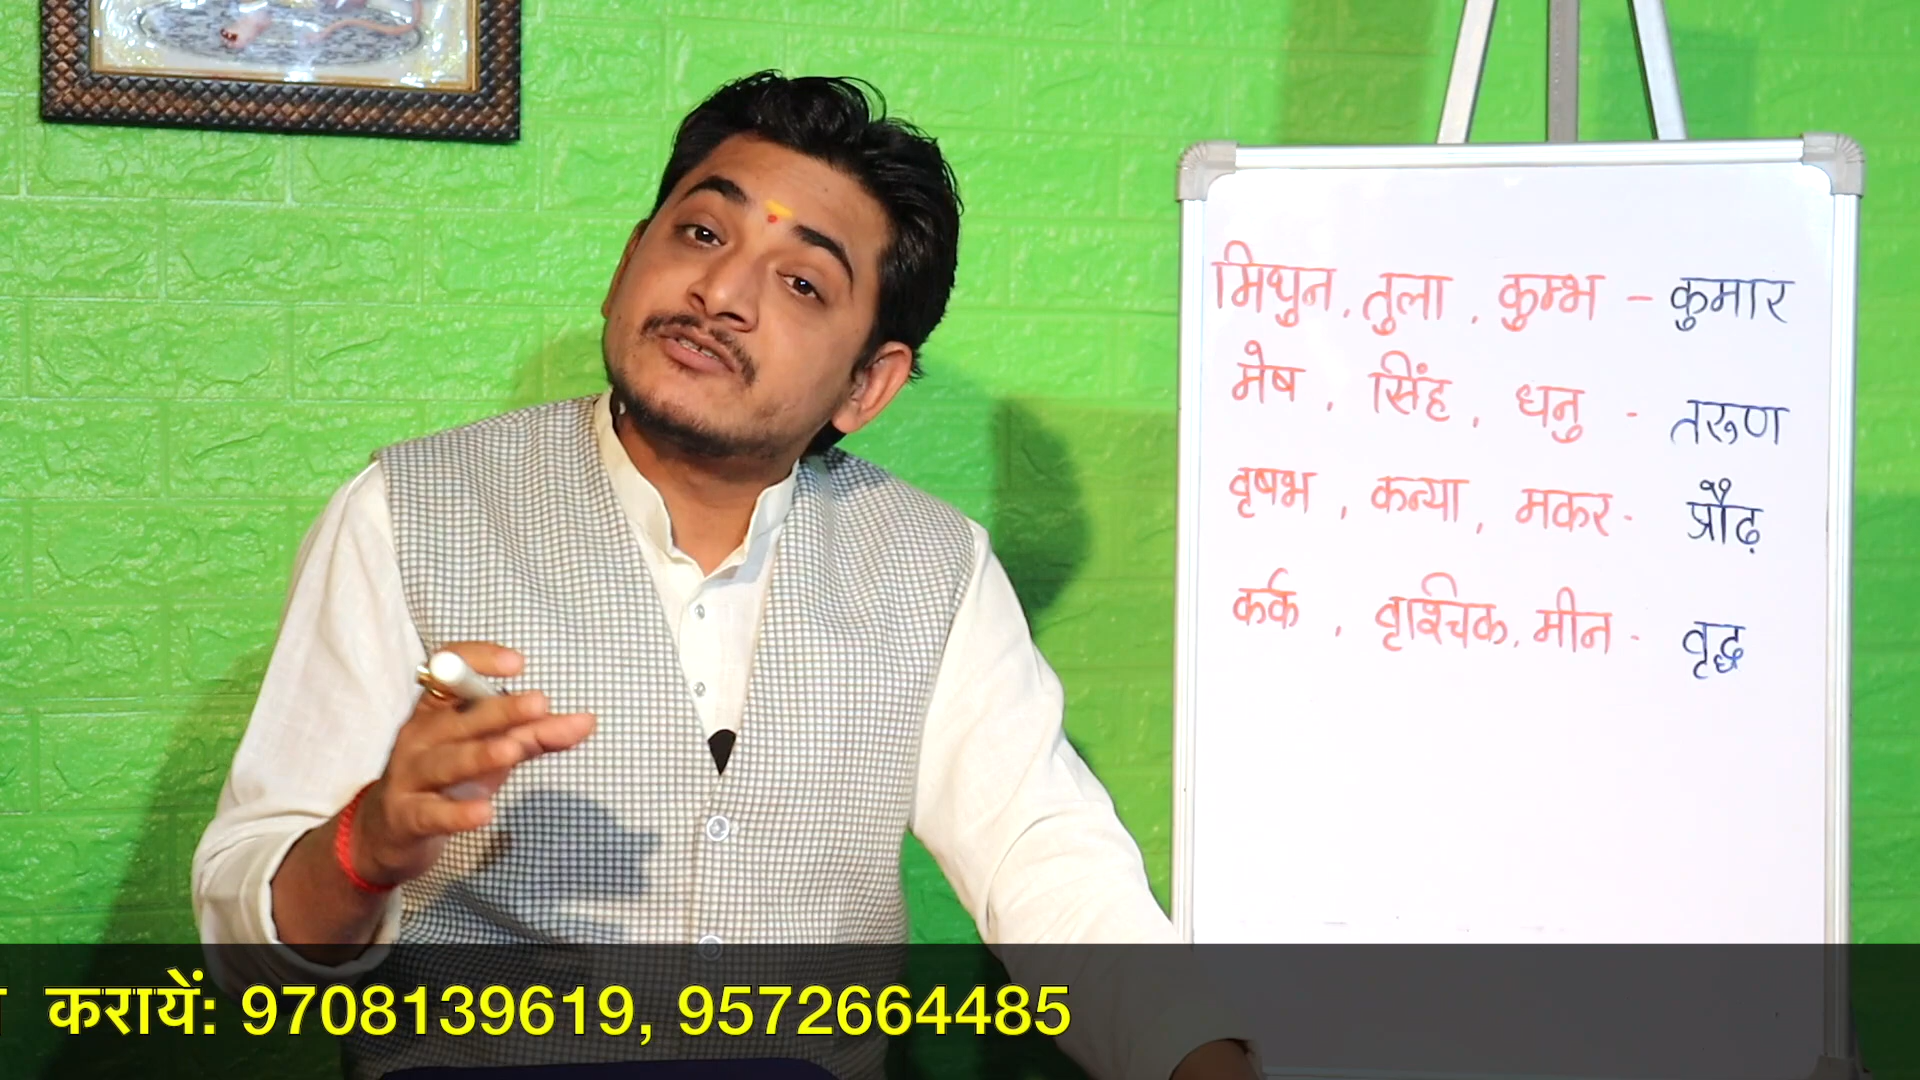 मिथुन, तुला, कुम्भ - कुमार
मेष, सिंह, धनु - तरुण
वृषभ, कन्या, मकर - प्रौढ़
कर्क, वृश्चिक, मीन - वृद्ध
करायें: 9708139619, 9572664485